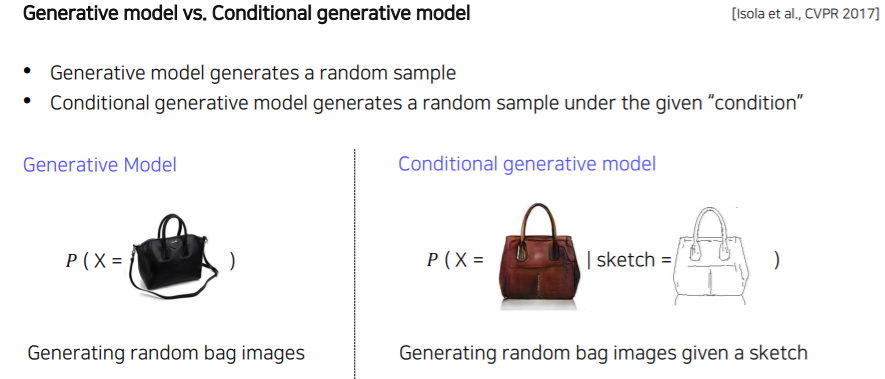 Generative model vs. Conditional generative model
[Isola et al., CVPR 2017]
• Generative model generates a random sample
• Conditional generative model generates a random sample under the given “condition”
Generative Model
Conditional generative model
P ( X = )
P ( X = | sketch = )
Generating random bag images
Generating random bag images given a sketch